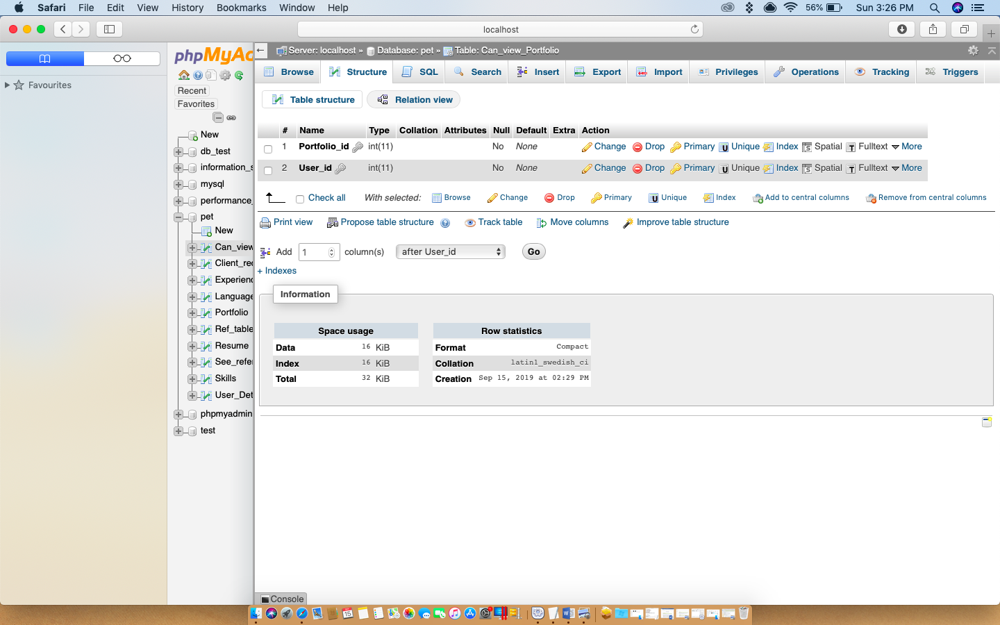 Safari File Edit View History Bookmarks Window Help 56% Sun 3:26 PM
localhost
Favourites
phpMyAd
Recent
Favorites
New
db_test
information_s
mysql
performance_
pet
New
Can_view
Client_rec
Experienc
Language
Portfolio
Ref_table
Resume
See_refer
Skills
User_Det
phpmyadmin
test
Server: localhost » Database: pet » Table: Can_view_Portfolio
Browse Structure SQL Search Insert Export Import Privileges Operations Tracking Triggers
Table structure Relation view
# Name Type Collation Attributes Null Default Extra Action
1 Portfolio_id int(11) No None Change Drop Primary Unique Index Spatial Fulltext More
2 User_id int(11) No None Change Drop Primary Unique Index Spatial Fulltext More
Check all With selected: Browse Change Drop Primary Unique Index Add to central columns Remove from central columns
Print view Propose table structure Track table Move columns Improve table structure
Add 1 column(s) after User_id Go
+ Indexes
Information
Space usage
Data 16 KiB
Index 16 KiB
Total 32 KiB
Row statistics
Format Compact
Collation latin1_swedish_ci
Creation Sep 15, 2019 at 02:29 PM
Console
15